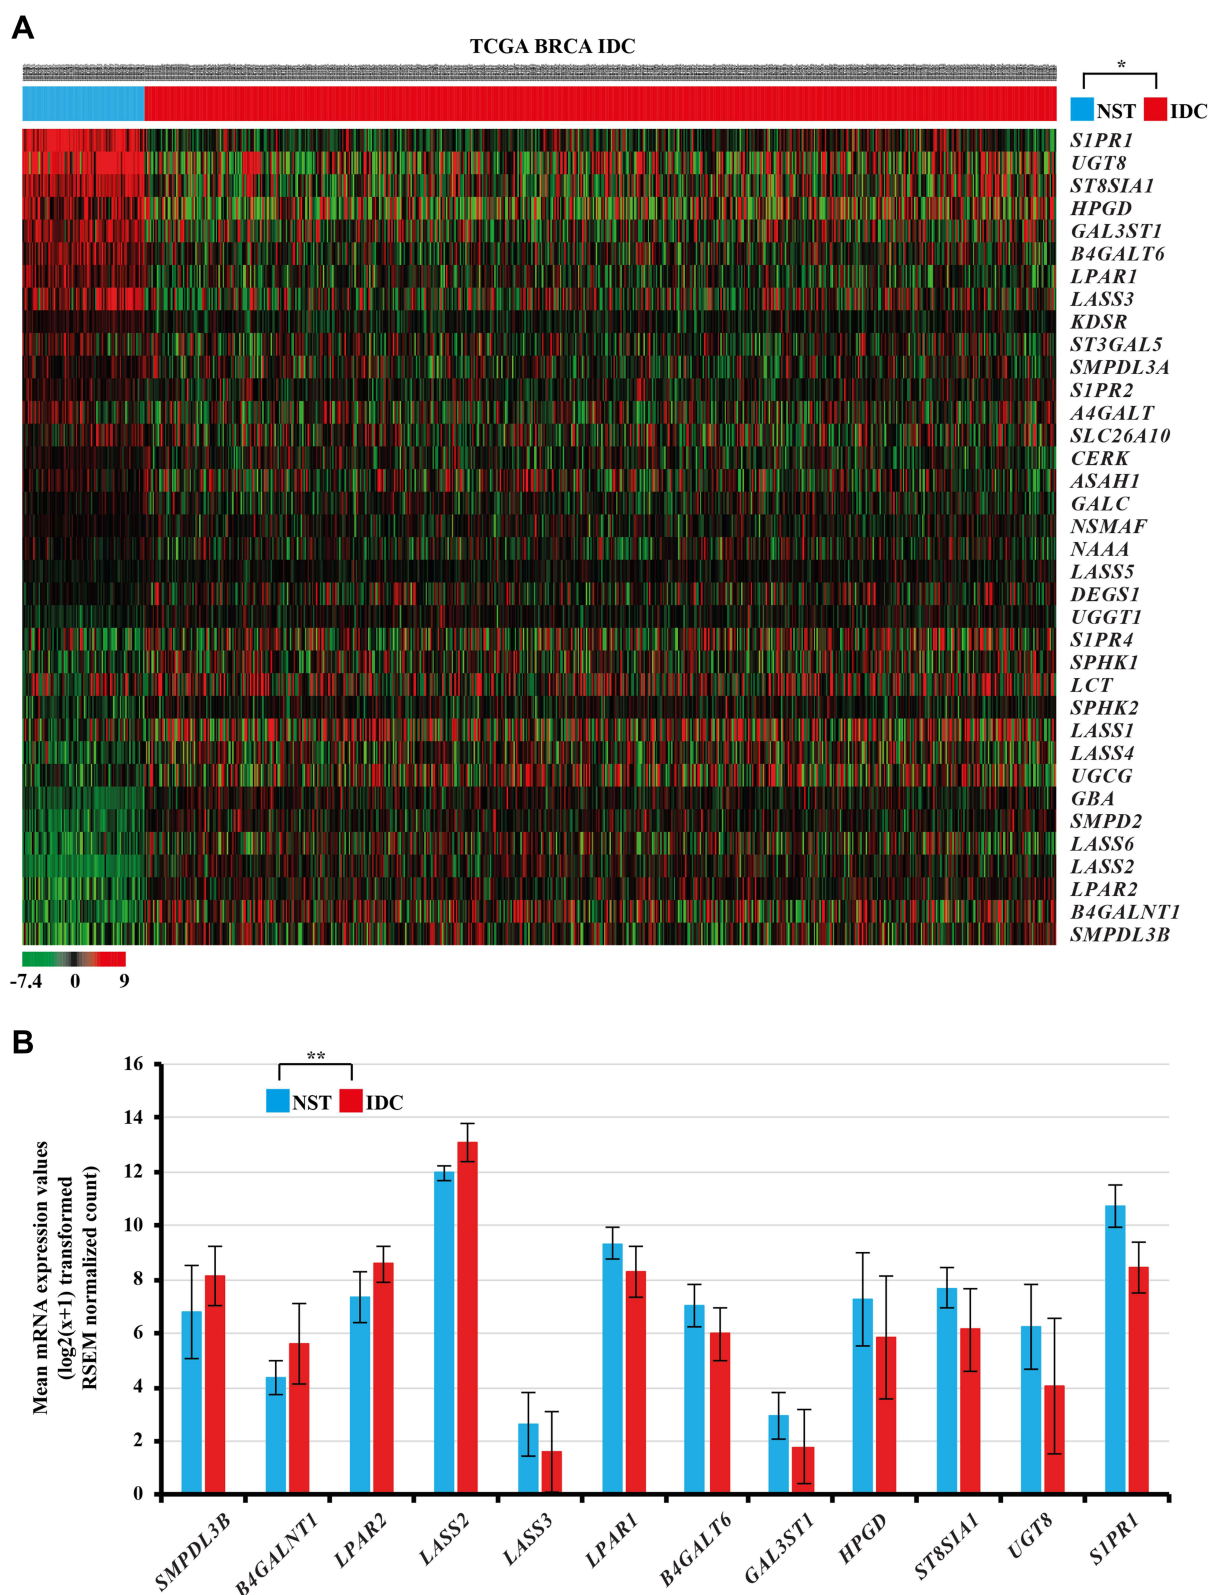 A
TCGA BRCA IDC
*
NST IDC
S1PR1
UGT8
ST8SIA1
HPGD
GAL3ST1
B4GALT6
LPAR1
LASS3
KDSR
ST3GAL5
SMPDL3A
S1PR2
A4GALT
SLC26A10
CERK
ASAH1
GALC
NSMAF
NAAA
LASS5
DEGS1
UGGT1
S1PR4
SPHK1
LCT
SPHK2
LASS1
LASS4
UGCG
GBA
SMPD2
LASS6
LASS2
LPAR2
B4GALNT1
SMPDL3B
-7.4 0 9
B
**
NST IDC
Mean mRNA expression values
(log2(x+1) transformed
RSEM normalized count)
16
14
12
10
8
6
4
2
0
SMPDL3B
B4GALNT1
LPAR2
LASS2
LASS3
LPAR1
B4GALT6
GAL3ST1
HPGD
ST8SIA1
UGT8
S1PR1